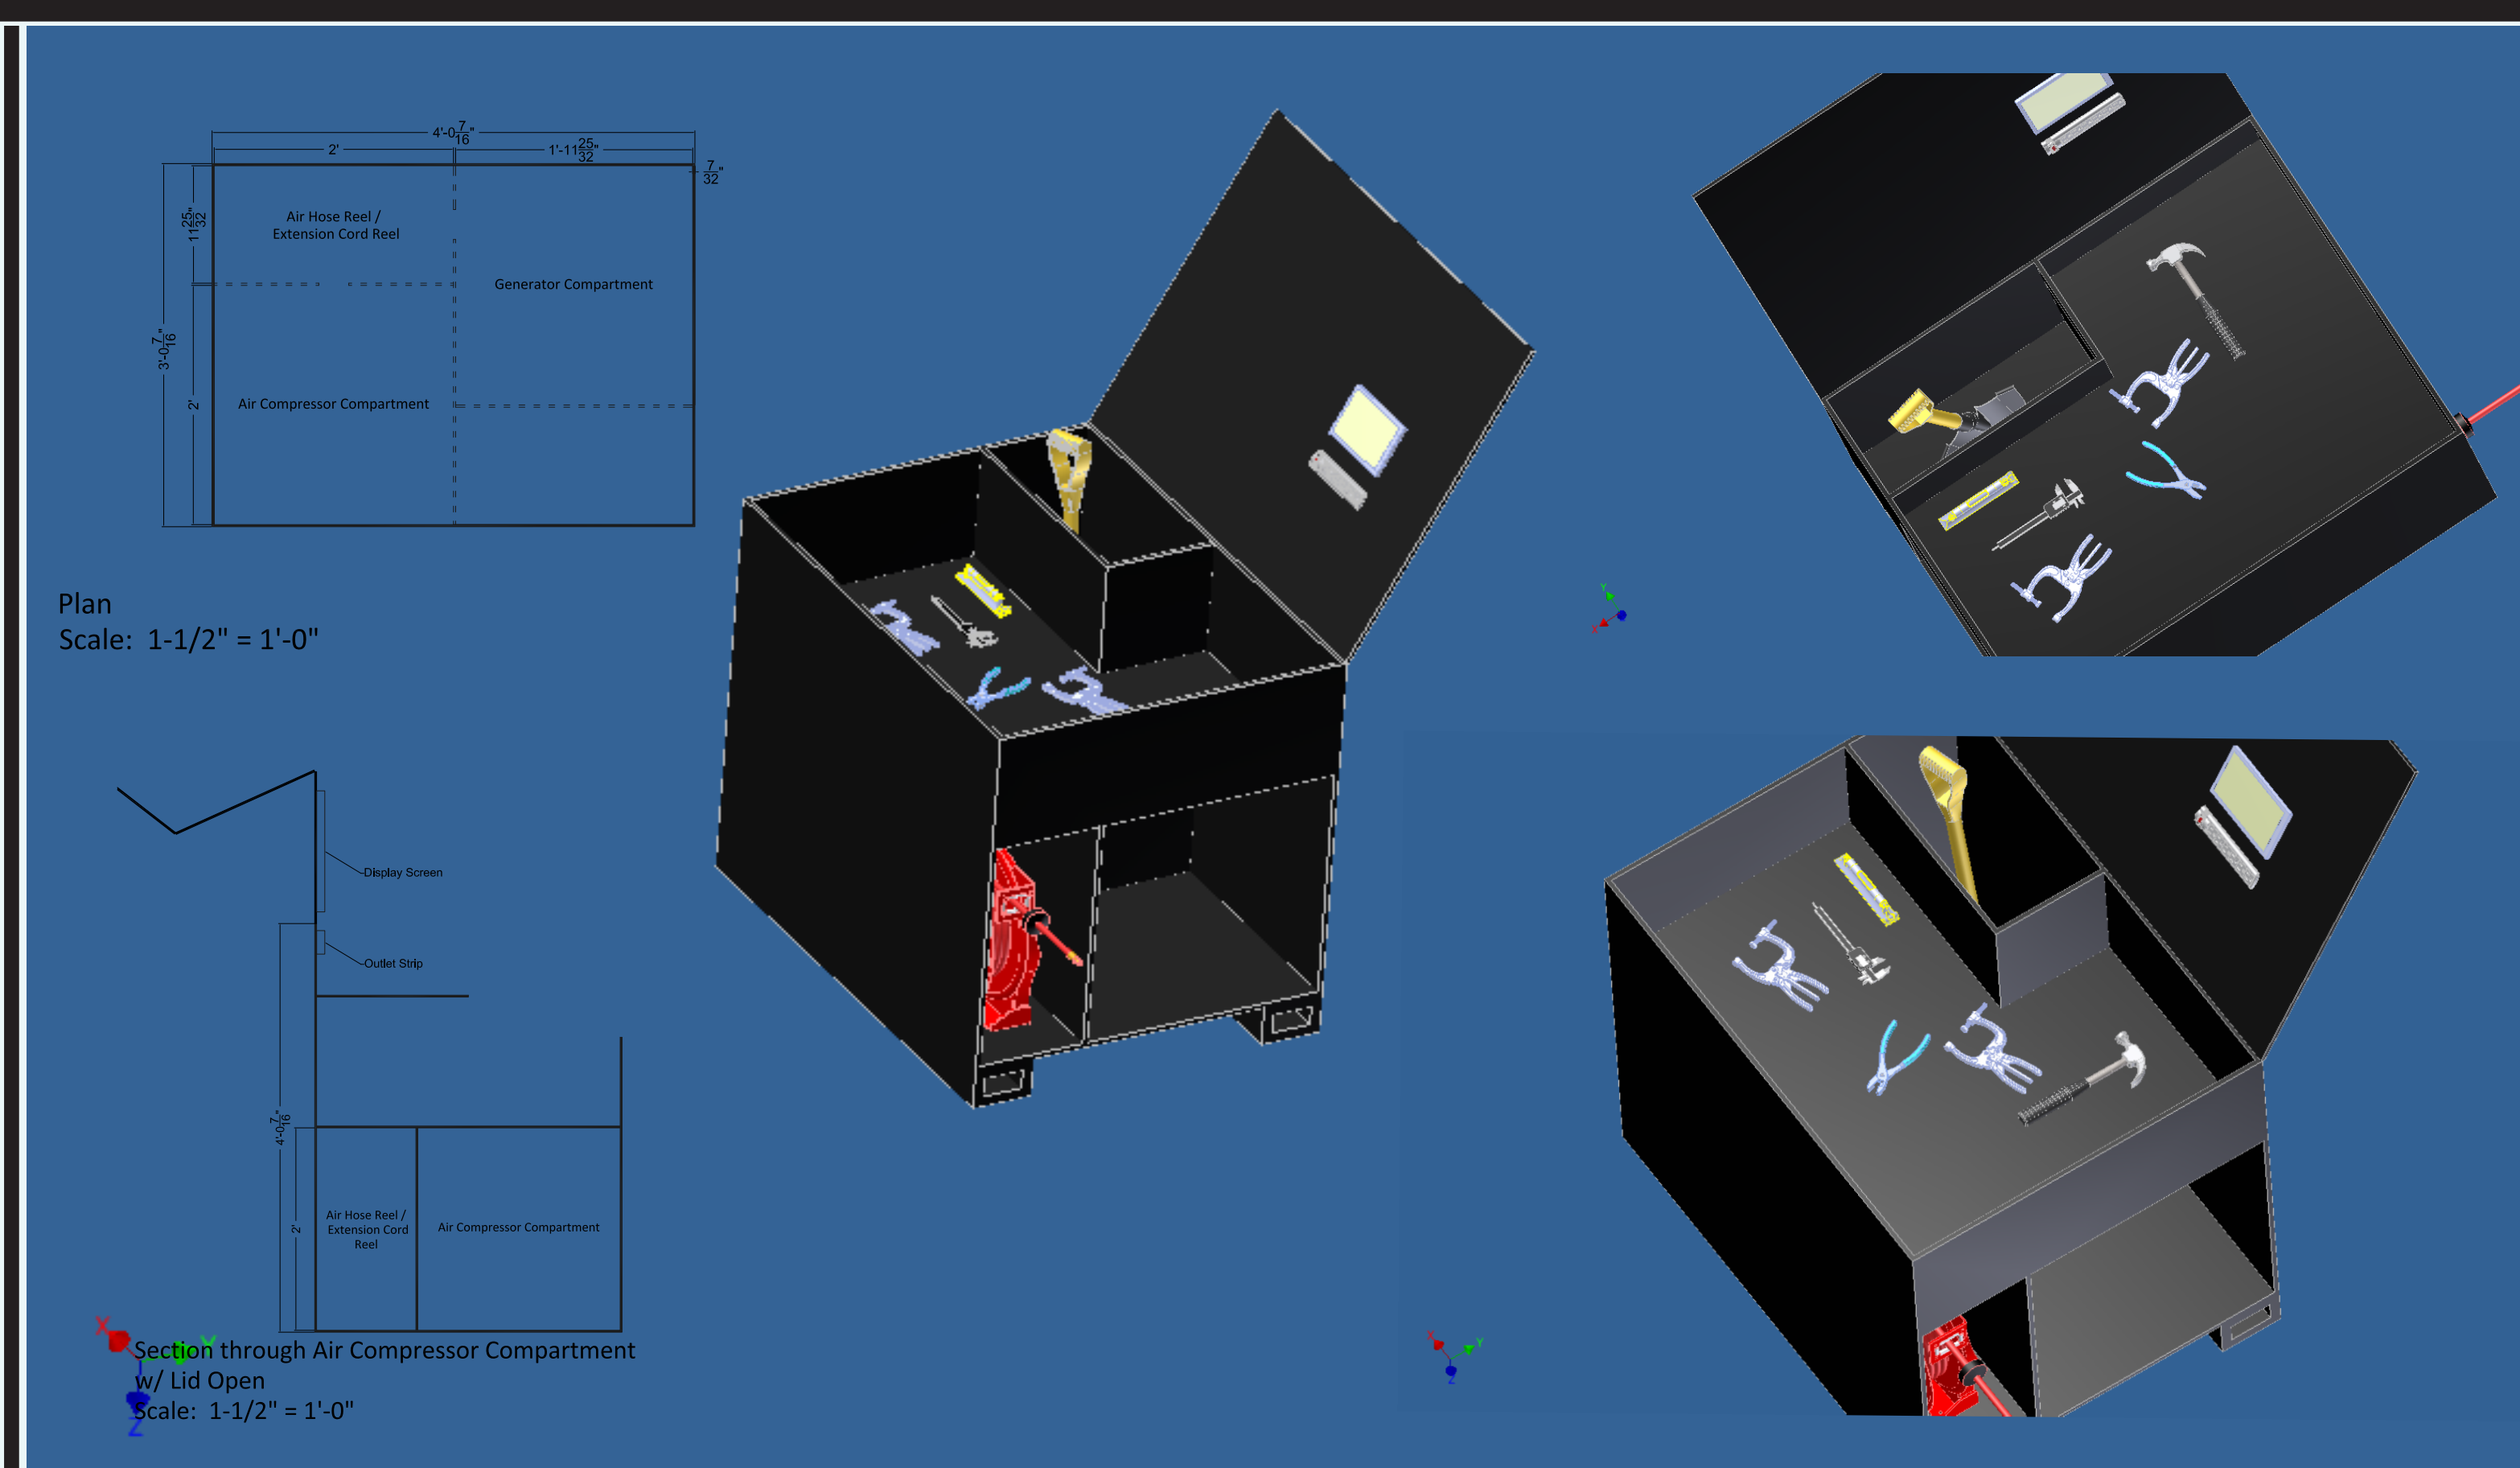 4'-0 7/16"
2'
1'-11 25/32"
7/32"
11 25/32"
Air Hose Reel /
Extension Cord Reel
Generator Compartment
3'-0 7/16"
2'
Air Compressor Compartment
Plan
Scale:  1-1/2" = 1'-0"
Display Screen
Outlet Strip
4'-0 7/16"
2'
Air Hose Reel /
Extension Cord
Reel
Air Compressor Compartment
X
Y
Z
Section through Air Compressor Compartment
w/ Lid Open
Scale:  1-1/2" = 1'-0"
Y
X
X
Y
Z